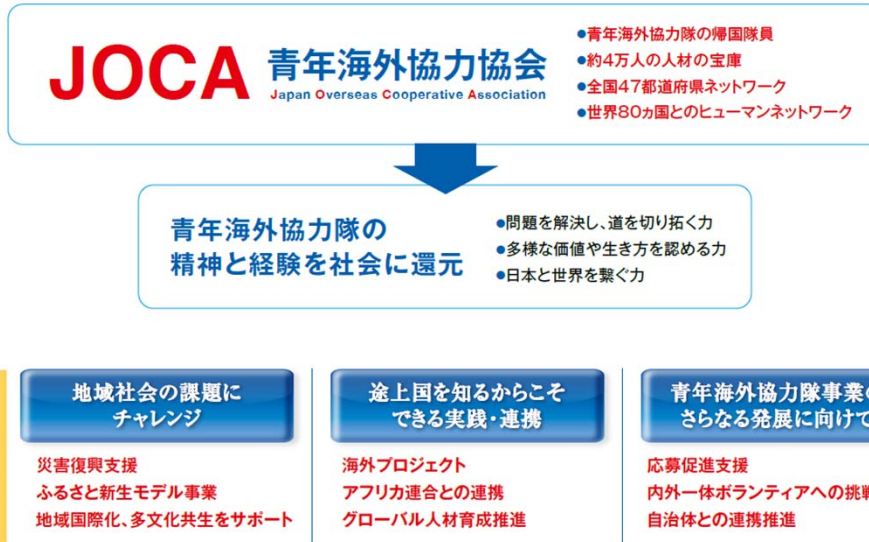 JOCA 青年海外協力協会
Japan Overseas Cooperative Association
●青年海外協力隊の帰国隊員
●約4万人の人材の宝庫
●全国47都道府県ネットワーク
●世界80ヵ国とのヒューマンネットワーク
青年海外協力隊の
精神と経験を社会に還元
●問題を解決し、道を切り拓く力
●多様な価値や生き方を認める力
●日本と世界を繋ぐ力
地域社会の課題に
チャレンジ
災害復興支援
ふるさと新生モデル事業
地域国際化、多文化共生をサポート
途上国を知るからこそ
できる実践・連携
海外プロジェクト
アフリカ連合との連携
グローバル人材育成推進
青年海外協力隊事業の
さらなる発展に向けて
応募促進支援
内外一体ボランティアへの挑戦
自治体との連携推進